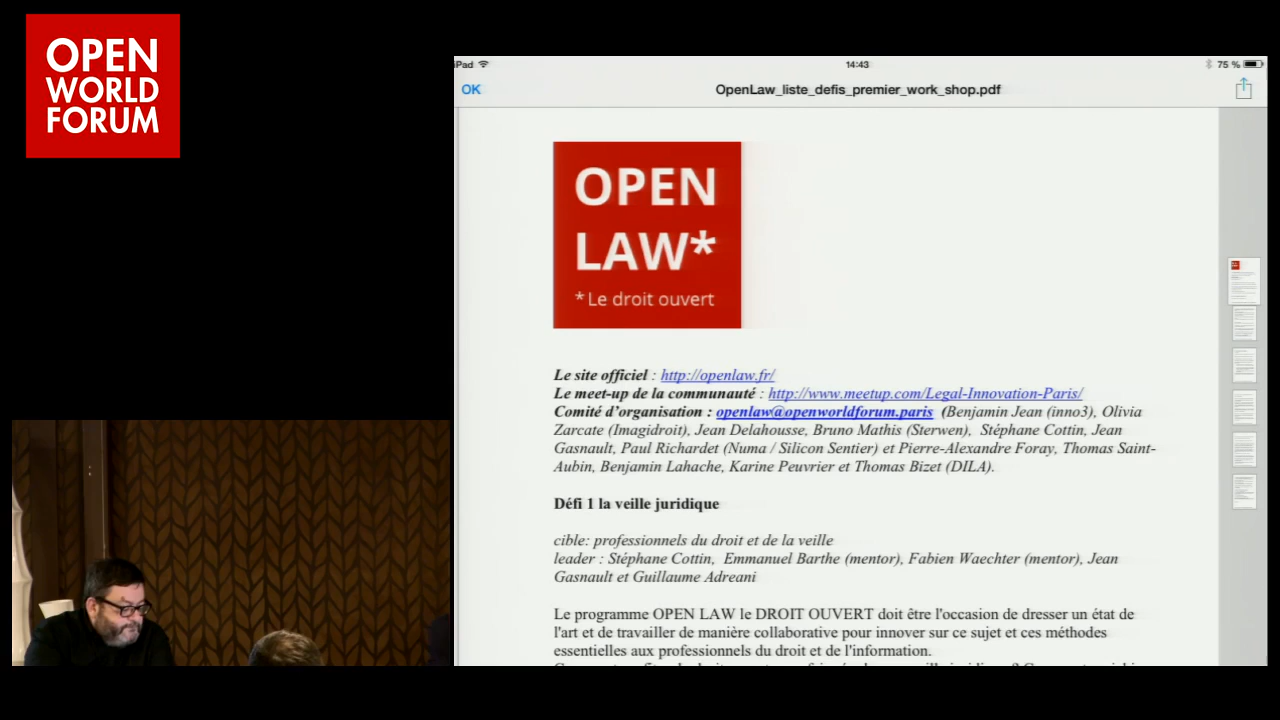 OPEN
WORLD
FORUM
iPad
14:43
75 %
OK
OpenLaw_liste_defis_premier_work_shop.pdf
OPEN
LAW*
* Le droit ouvert
Le site officiel : http://openlaw.fr/
Le meet-up de la communauté : http://www.meetup.com/Legal-Innovation-Paris/
Comité d'organisation : openlaw@openworldforum.paris (Benjamin Jean (inno3), Olivia
Zarcate (Imagidroit), Jean Delahousse, Bruno Mathis (Sterwen), Stéphane Cottin, Jean
Gasnault, Paul Richardet (Numa / Silicon Sentier) et Pierre-Alexandre Foray, Thomas Saint-
Aubin, Benjamin Lahache, Karine Peuvrier et Thomas Bizet (DILA).
Défi 1 la veille juridique
cible: professionnels du droit et de la veille
leader : Stéphane Cottin, Emmanuel Barthe (mentor), Fabien Waechter (mentor), Jean
Gasnault et Guillaume Adreani
Le programme OPEN LAW le DROIT OUVERT doit être l'occasion de dresser un état de
l'art et de travailler de manière collaborative pour innover sur ce sujet et ces méthodes
essentielles aux professionnels du droit et de l'information.